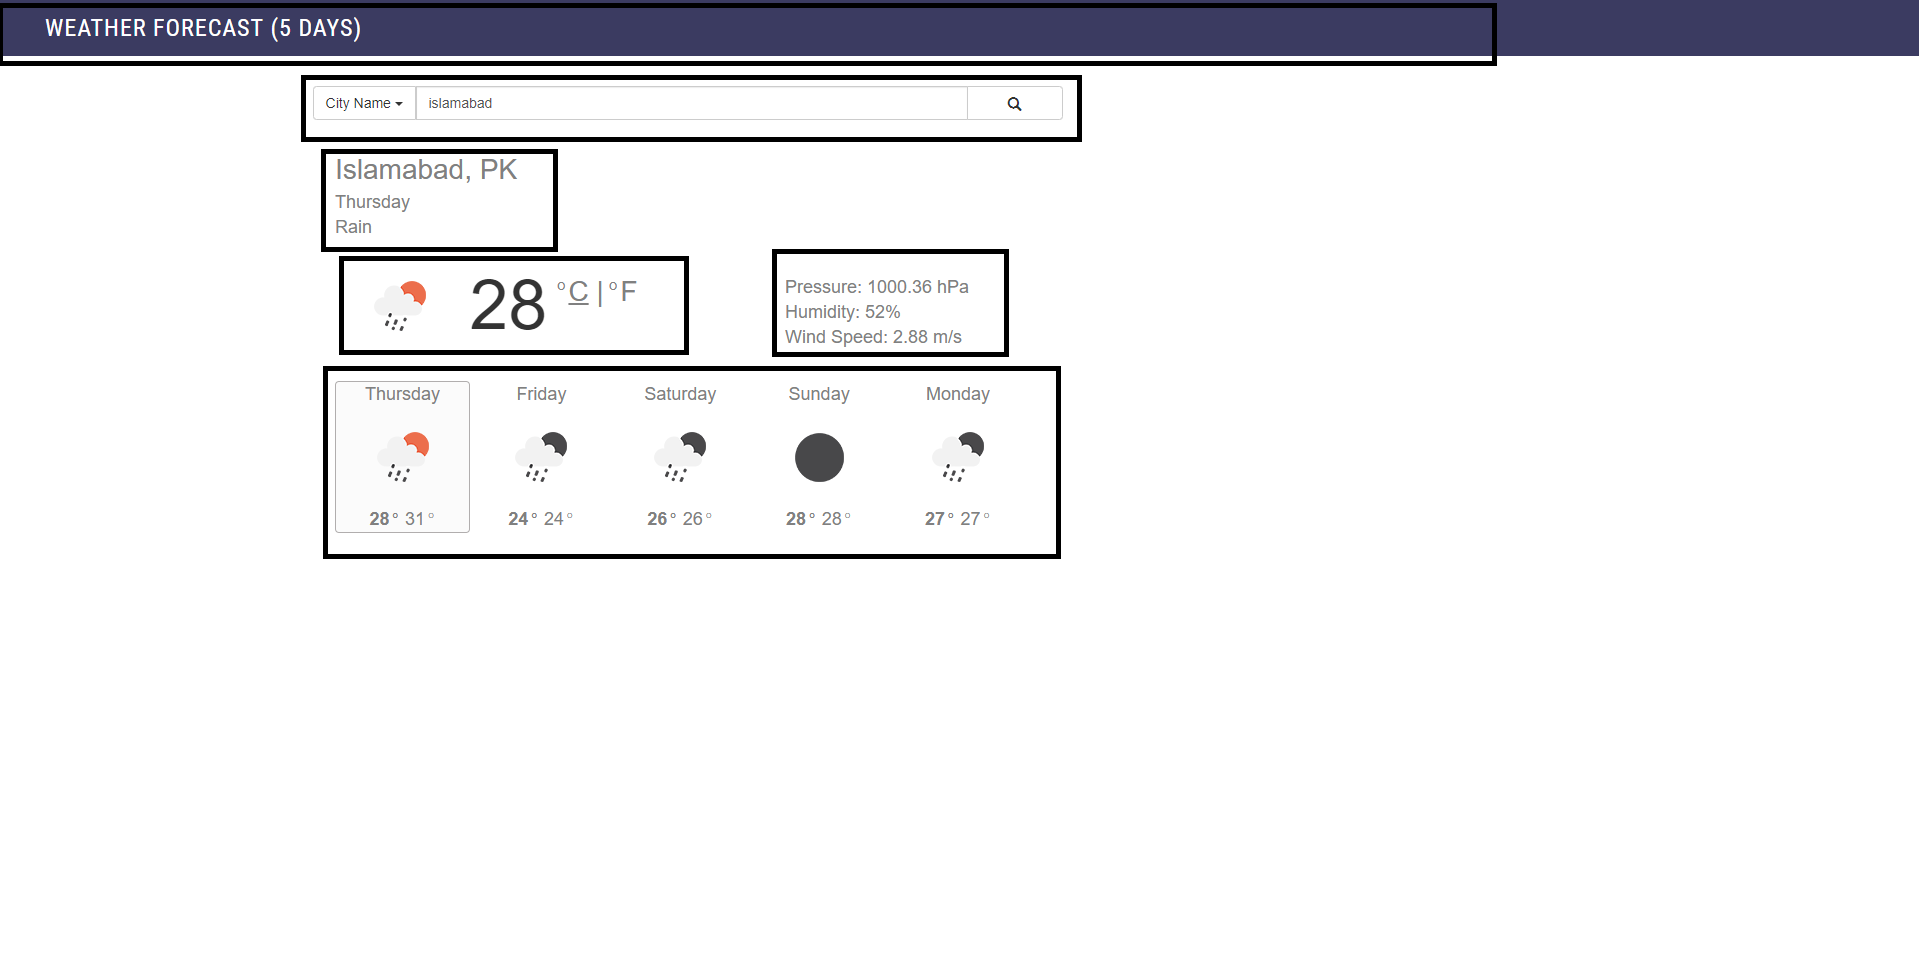 WEATHER FORECAST (5 DAYS)
City Name islamabad
Islamabad, PK
Thursday
Rain
28 °C | °F
Pressure: 1000.36 hPa
Humidity: 52%
Wind Speed: 2.88 m/s
Thursday Friday Saturday Sunday Monday
28° 31° 24° 24° 26° 26° 28° 28° 27° 27°